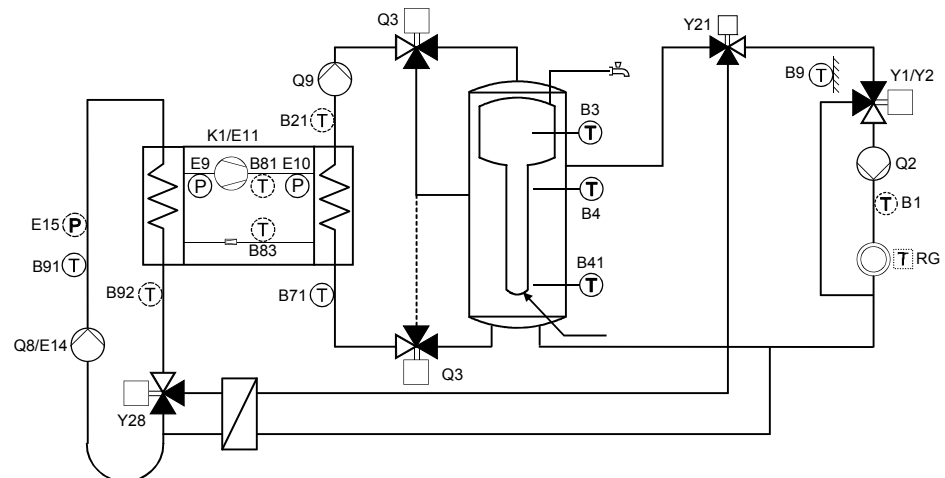 Q3
Y21
B9
T
Y1/Y2
Q9
B3
T
B21
T
K1/E11
Q2
E9
B81
E10
P
T
P
T
B4
T
B1
E15
P
T
B83
B91
T
B41
T
T
RG
B92
T
B71
T
Q8/E14
Q3
Y28